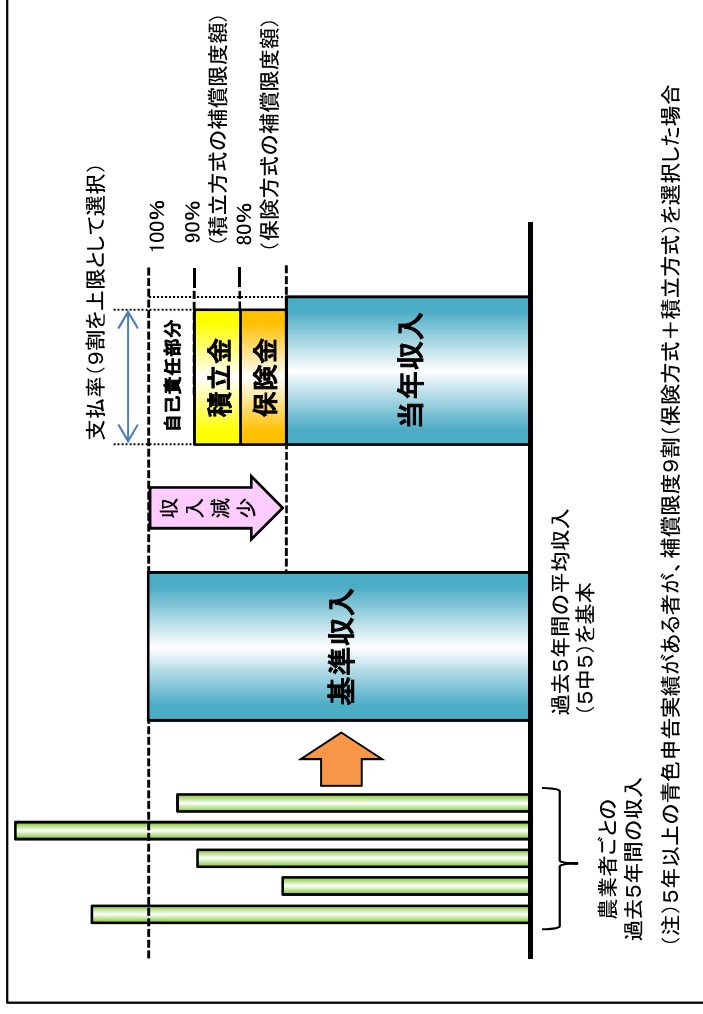 支払率(9割を上限として選択)
100%
90%
(積立方式の補償限度額)
80%
(保険方式の補償限度額)
自己責任部分
積立金
保険金
収入減少
基準収入
当年収入
過去5年間の平均収入
(5中5)を基本
農業者ごとの
過去5年間の収入
(注)5年以上の青色申告実績がある者が、補償限度9割(保険方式+積立方式)を選択した場合